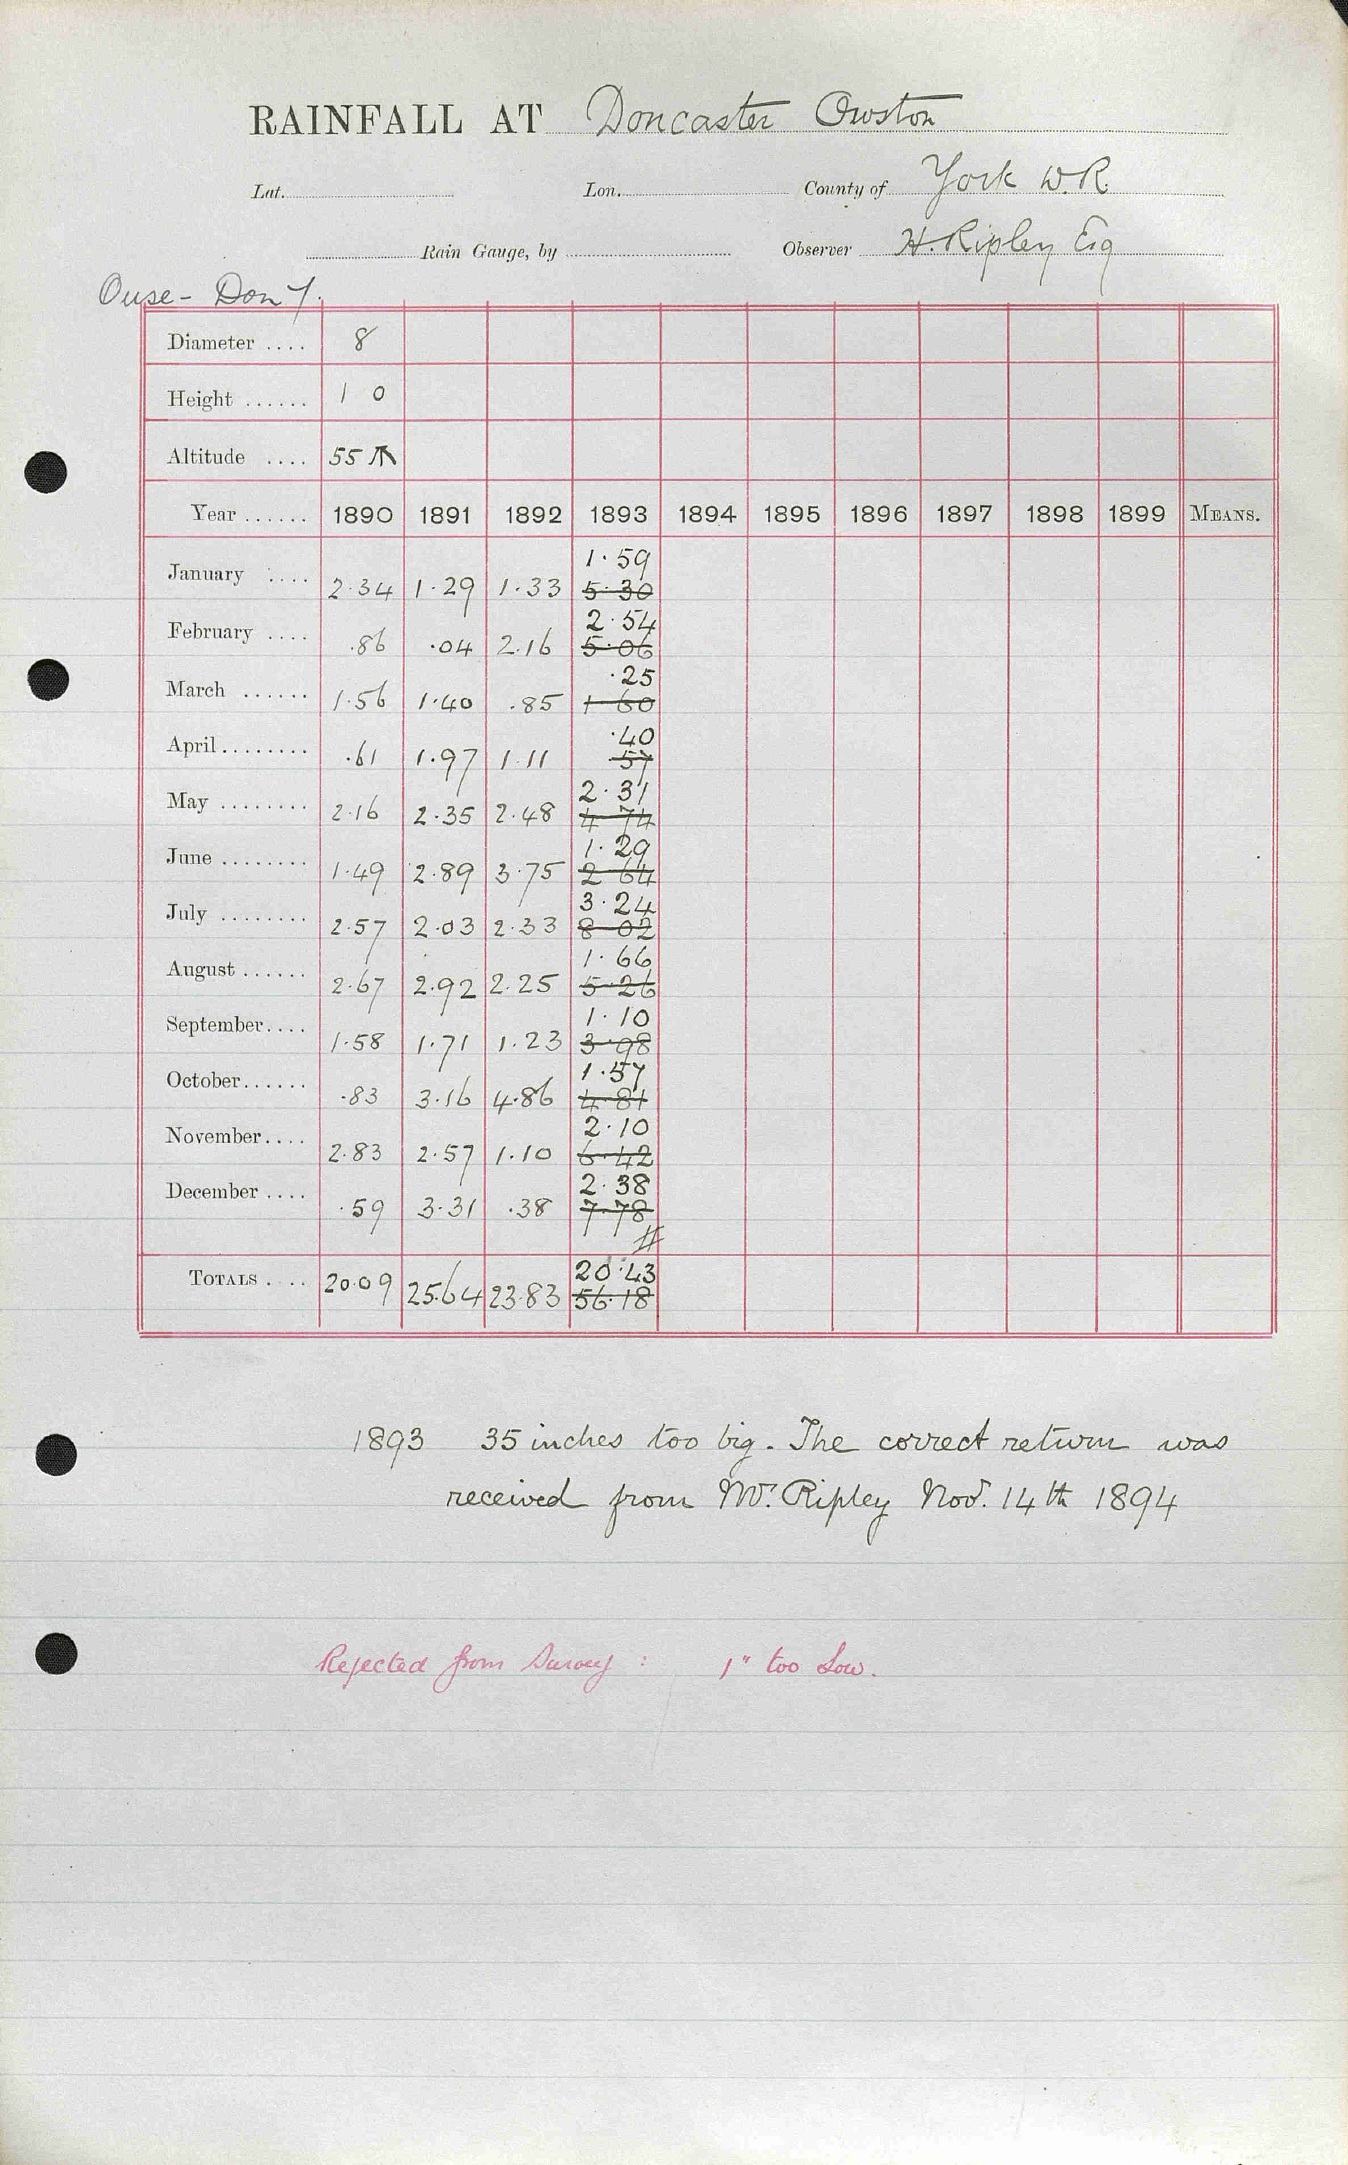 RAINFALL AT Doncaster Owston
Lat. Lon. County of York W.R.
Rain Gauge, by Observer H. Ripley Esq
Ouse - Don 7.
Diameter .... 8
Height ...... 1 0
Altitude .... 55
Year ...... 1890 1891 1892 1893 1894 1895 1896 1897 1898 1899 MEANS.
1.59
January .... 2.34 1.29 1.33 5.30
2.54
February .... .86 .04 2.16 5.06
.25
March ...... 1.56 1.40 .85 1 60
.40
April ........ .61 1.97 1.11 .57
2.31
May ........ 2.16 2.35 2.48 4 74
1.29
June ........ 1.49 2.89 3.75 2 64
3.24
July ........ 2.57 2.03 2.33 8 02
1.66
August ...... 2.67 2.92 2.25 5.26
1.10
September.... 1.58 1.71 1.23 3.98
1.57
October...... .83 3.16 4.86 4.81
2.10
November.... 2.83 2.57 1.10 6.42
2.38
December .... .59 3.31 .38 7.78
20.43
TOTALS .... 20.09 25.64 23.83 56.18
1893 35 inches too big. The correct return was
received from Mr. Ripley Nov. 14th 1894
Rejected from Survey : 1" too low.